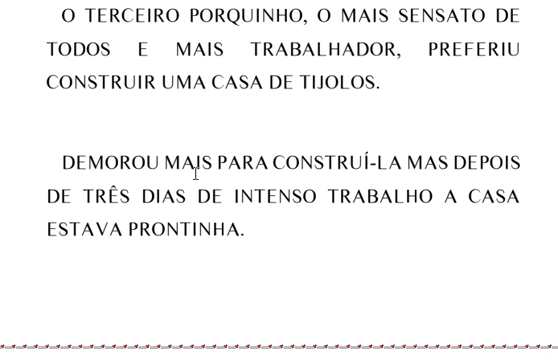 O TERCEIRO PORQUINHO, O MAIS SENSATO DE
TODOS E MAIS TRABALHADOR, PREFERIU
CONSTRUIR UMA CASA DE TIJOLOS.
DEMOROU MAIS PARA CONSTRUÍ-LA MAS DEPOIS
DE TRÊS DIAS DE INTENSO TRABALHO A CASA
ESTAVA PRONTINHA.